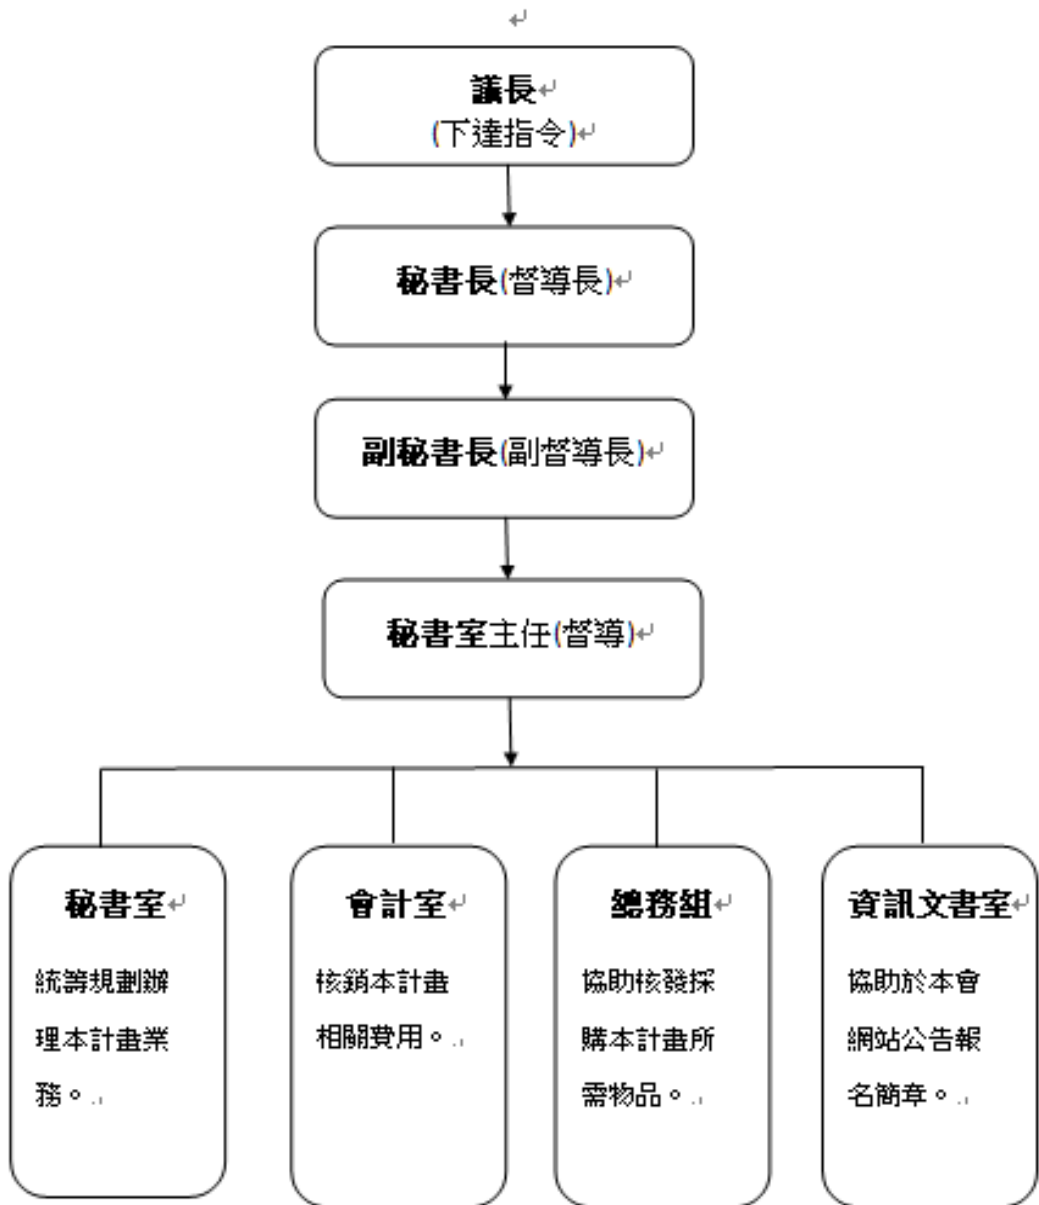 議長
(下達指令)
秘書長(督導長)
副秘書長(副督導長)
秘書室主任(督導)
秘書室
統籌規劃辦
理本計畫業
務。
會計室
核銷本計畫
相關費用。
總務組
協助核發採
購本計畫所
需物品。
資訊文書室
協助於本會
網站公告報
名簡章。